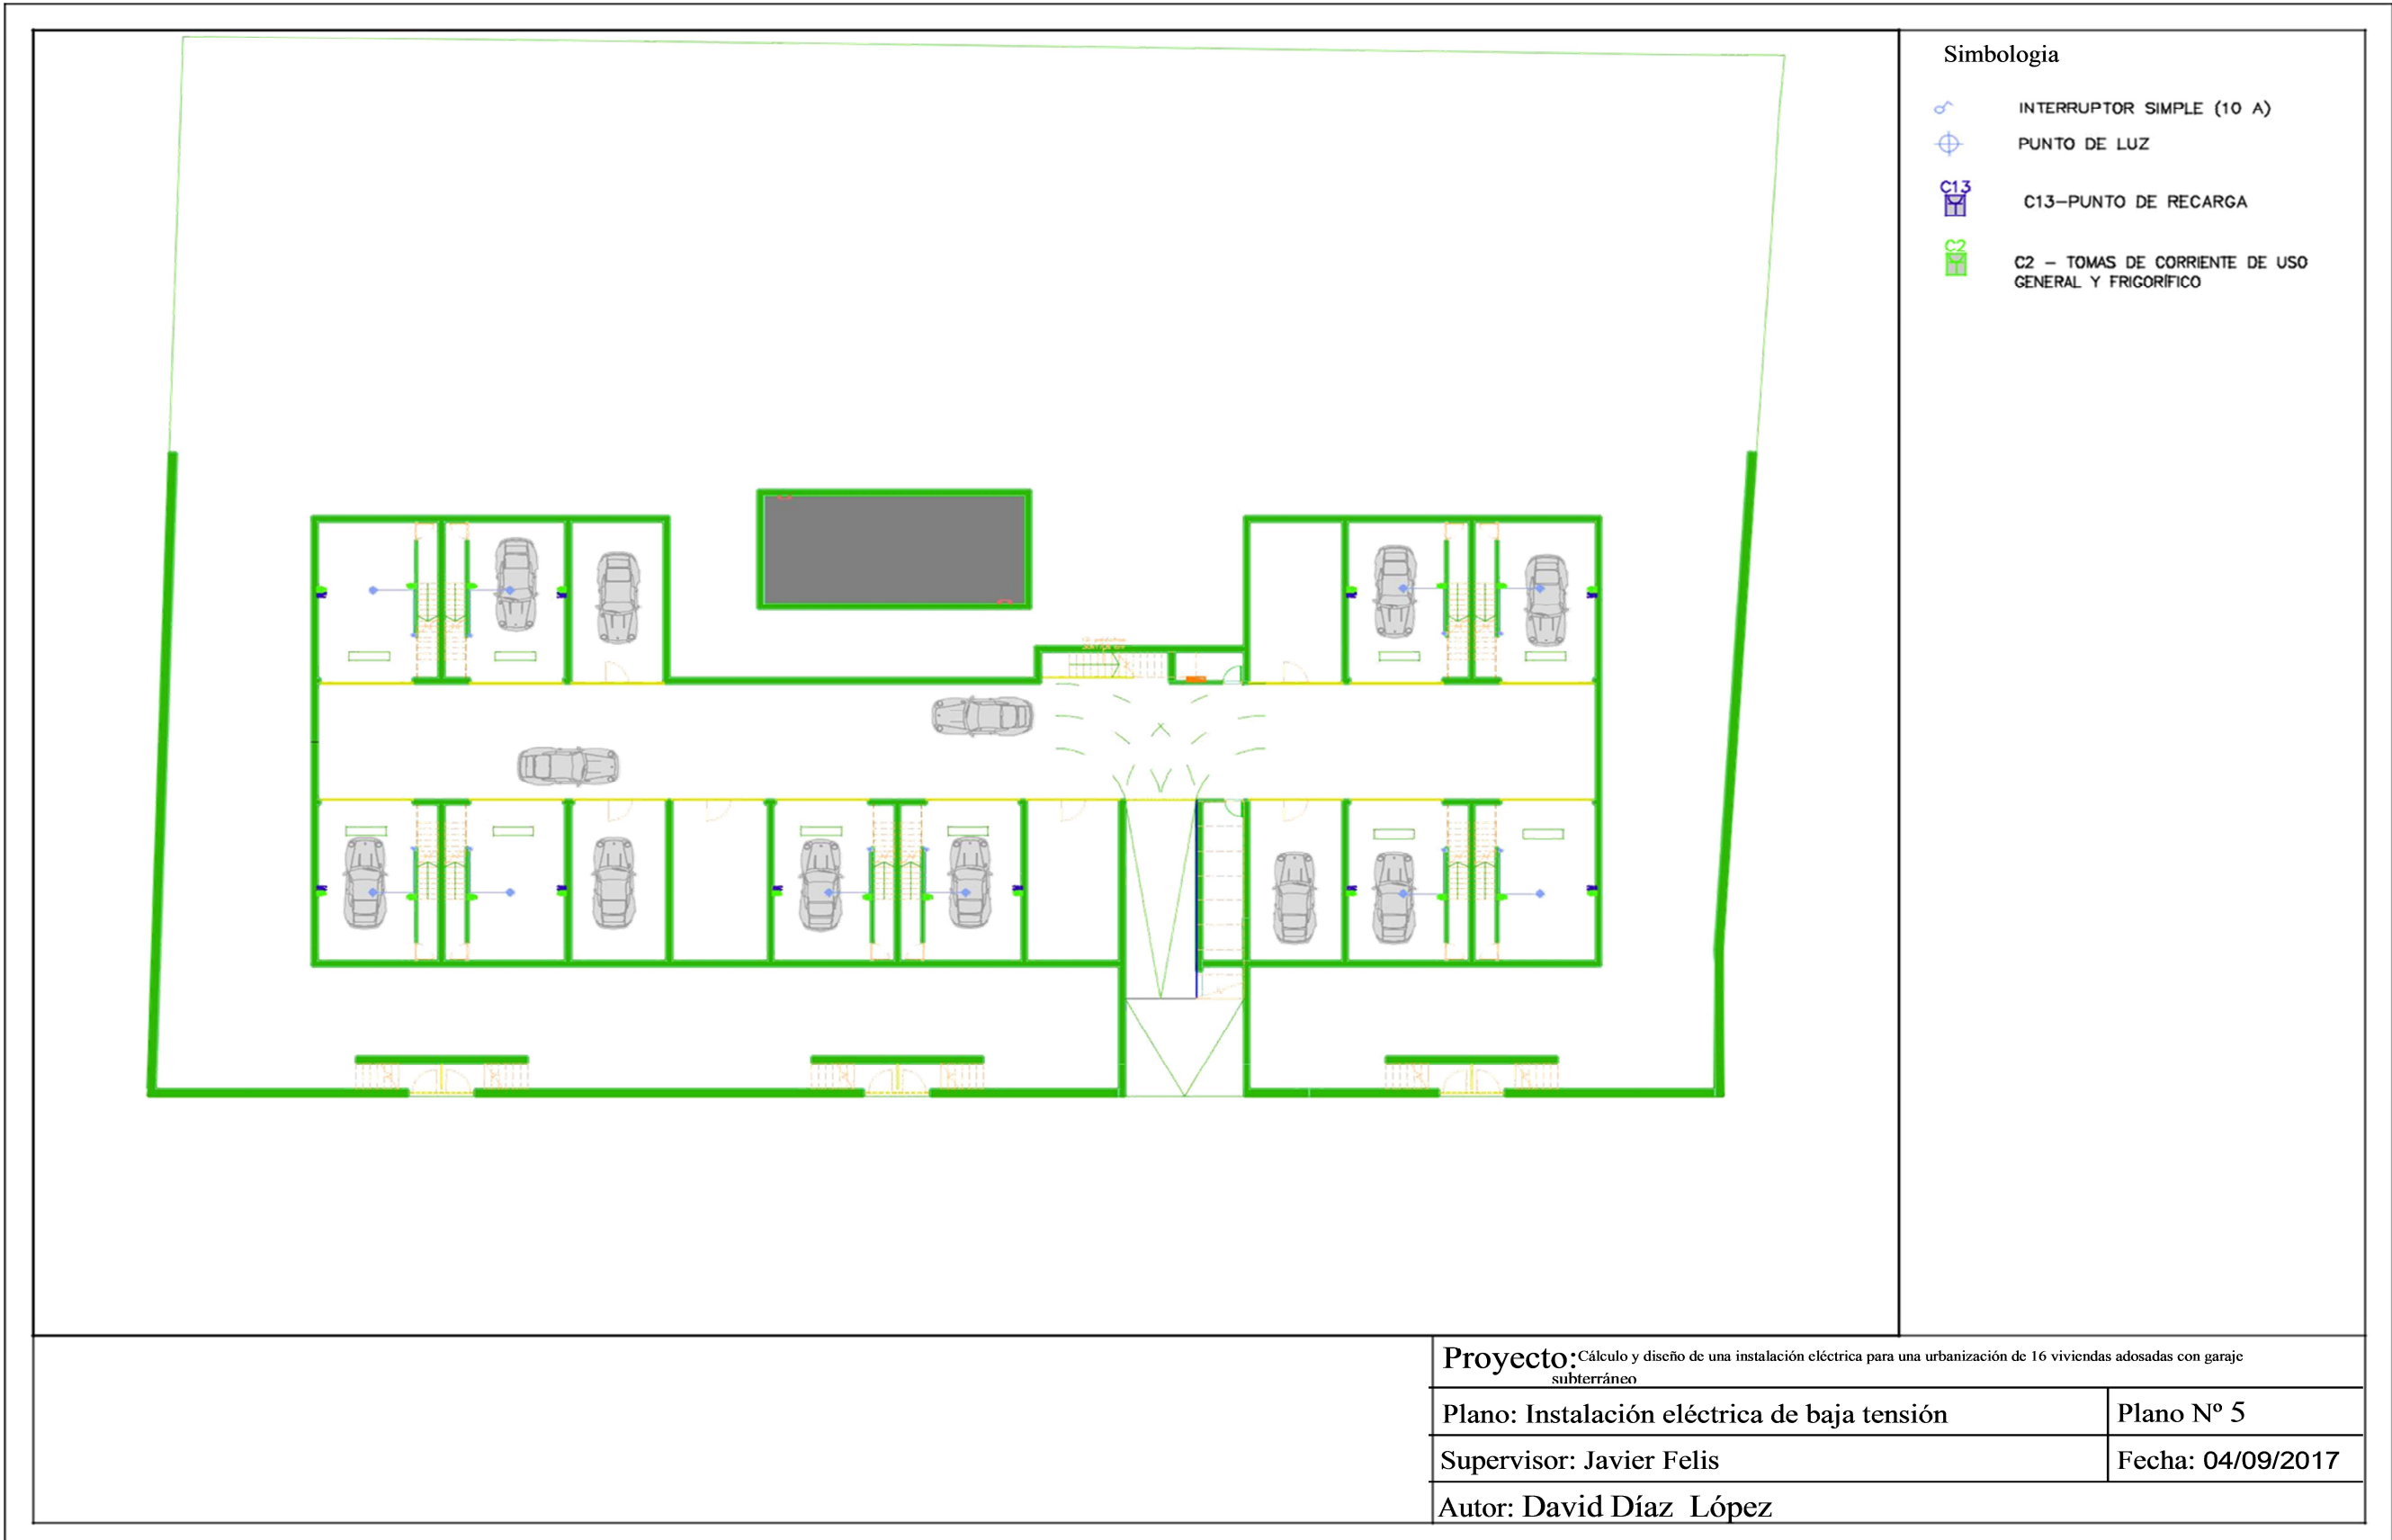 Simbologia
INTERRUPTOR SIMPLE (10 A)
PUNTO DE LUZ
C13
C13-PUNTO DE RECARGA
C2
C2 - TOMAS DE CORRIENTE DE USO
GENERAL Y FRIGORÍFICO
Proyecto: Cálculo y diseño de una instalación eléctrica para una urbanización de 16 viviendas adosadas con garaje
subterráneo
Plano: Instalación eléctrica de baja tensión
Plano Nº 5
Supervisor: Javier Felis
Fecha: 04/09/2017
Autor: David Díaz López